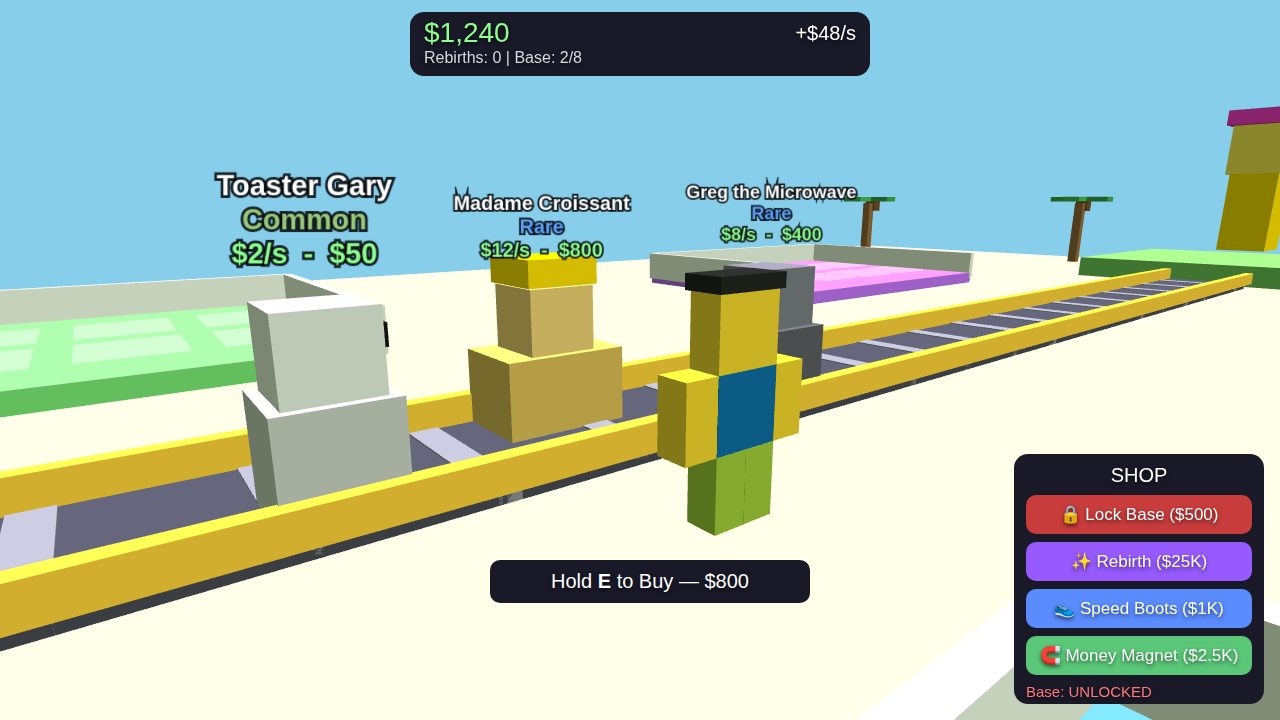 $1,240
+$48/s
Rebirths: 0 | Base: 2/8
Toaster Gary
Common
$2/s - $50
Madame Croissant
Rare
$12/s - $800
Greg the Microwave
Rare
$8/s - $400
Hold E to Buy — $800
SHOP
🔒 Lock Base ($500)
✨ Rebirth ($25K)
👟 Speed Boots ($1K)
🧲 Money Magnet ($2.5K)
Base: UNLOCKED